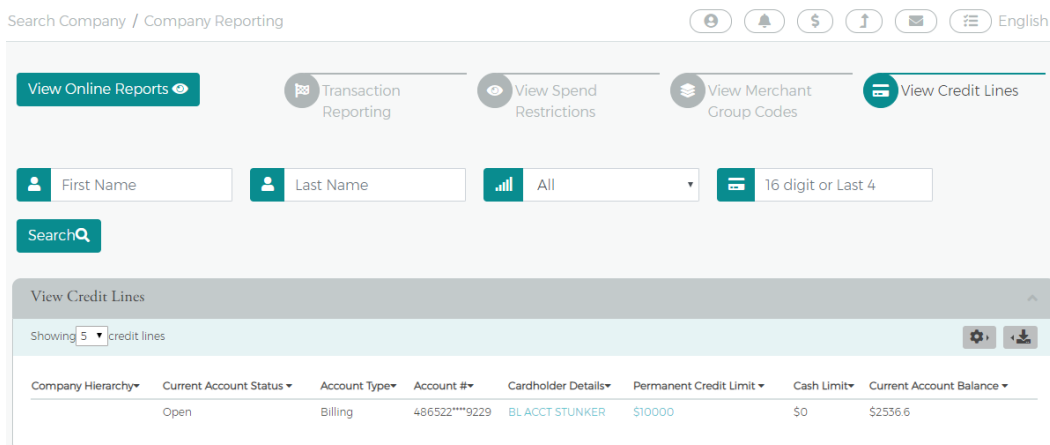 Search Company / Company Reporting
English
View Online Reports
Transaction
Reporting
View Spend
Restrictions
View Merchant
Group Codes
View Credit Lines
First Name
Last Name
All
16 digit or Last 4
Search
View Credit Lines
Showing 5 credit lines
Company Hierarchy Current Account Status Account Type Account # Cardholder Details Permanent Credit Limit Cash Limit Current Account Balance
Open Billing 486522****9229 BL ACCT STUNKER $10000 $0 $2536.6